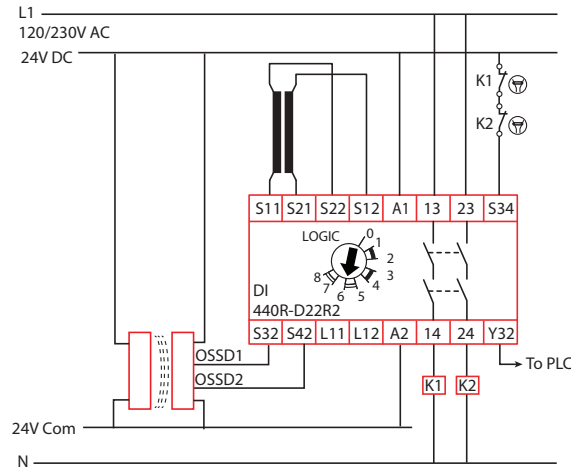 L1
120/230V AC
24V DC
K1
K2
S11 S21 S22 S12 A1 13 23 S34
LOGIC
0
1
2
3
4
5
6
7
8
DI
440R-D22R2
S32 S42 L11 L12 A2 14 24 Y32
OSSD1
To PLC
OSSD2
K1 K2
24V Com
N